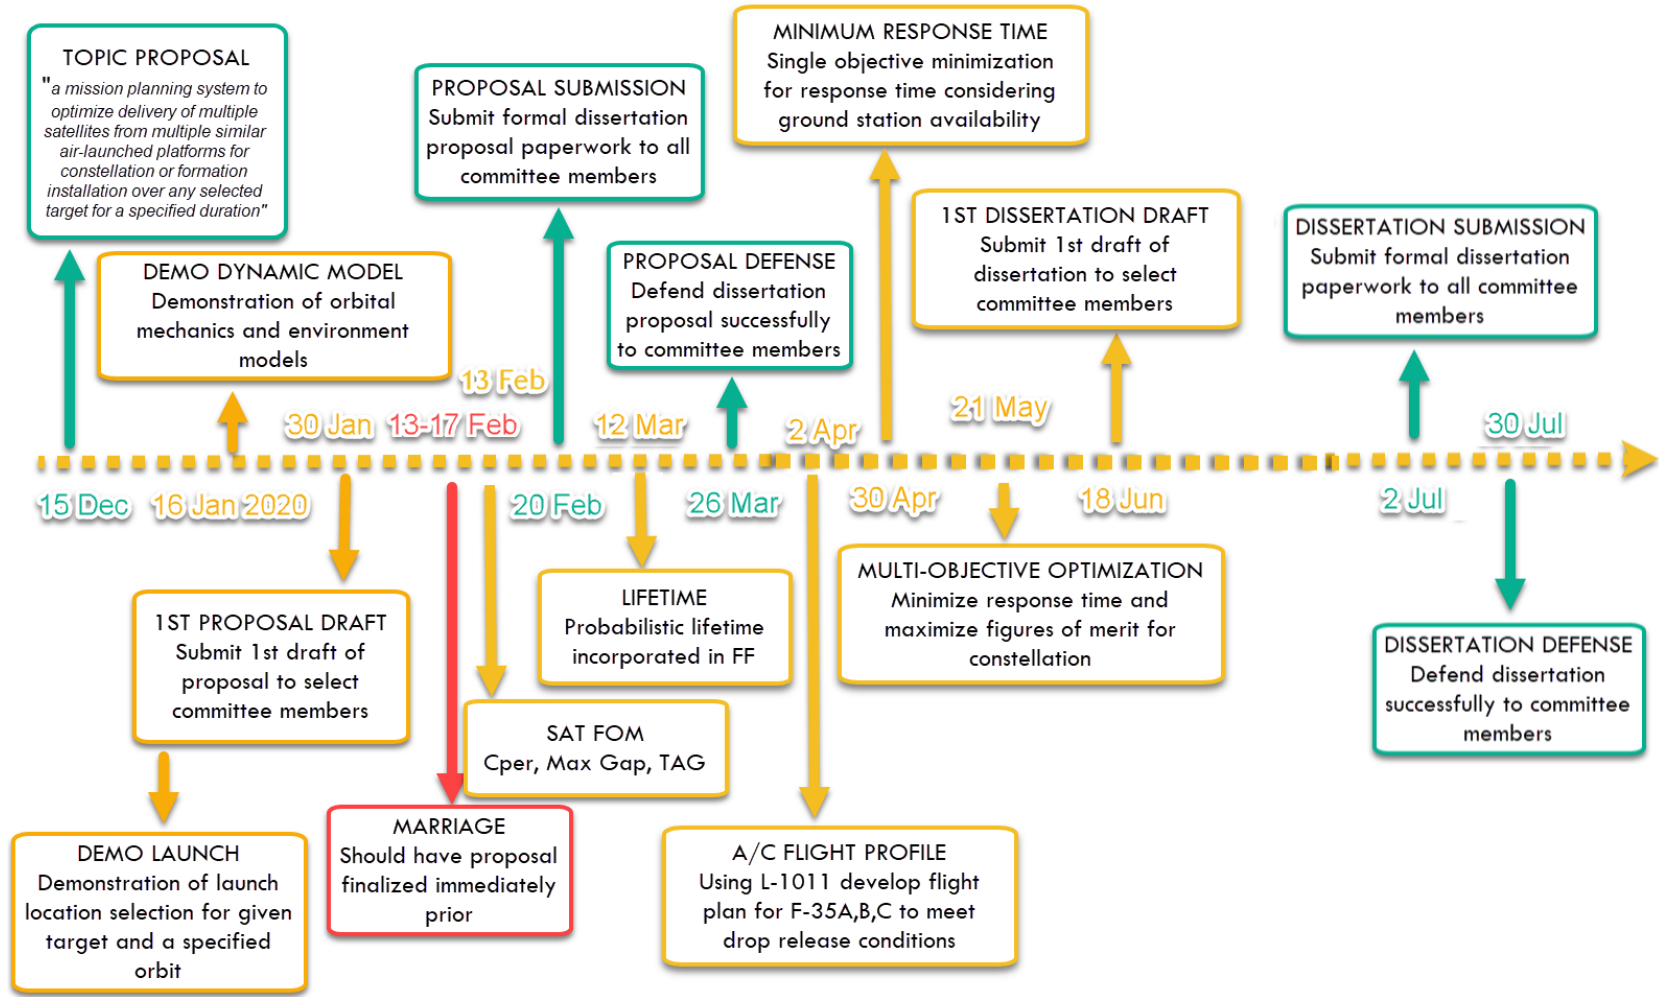 TOPIC PROPOSAL
"a mission planning system to
optimize delivery of multiple
satellites from multiple similar
air-launched platforms for
constellation or formation
installation over any selected
target for a specified duration"
DEMO DYNAMIC MODEL
Demonstration of orbital
mechanics and environment
models
PROPOSAL SUBMISSION
Submit formal dissertation
proposal paperwork to all
committee members
PROPOSAL DEFENSE
Defend dissertation
proposal successfully
to committee members
MINIMUM RESPONSE TIME
Single objective minimization
for response time considering
ground station availability
1ST DISSERTATION DRAFT
Submit 1st draft of
dissertation to select
committee members
DISSERTATION SUBMISSION
Submit formal dissertation
paperwork to all committee
members
30 Jan
13-17 Feb
13 Feb
12 Mar
2 Apr
21 May
30 Jul
15 Dec
16 Jan 2020
20 Feb
26 Mar
30 Apr
18 Jun
2 Jul
1ST PROPOSAL DRAFT
Submit 1st draft of
proposal to select
committee members
DEMO LAUNCH
Demonstration of launch
location selection for given
target and a specified
orbit
MARRIAGE
Should have proposal
finalized immediately
prior
SAT FOM
Cper, Max Gap, TAG
LIFETIME
Probabilistic lifetime
incorporated in FF
A/C FLIGHT PROFILE
Using L-1011 develop flight
plan for F-35A,B,C to meet
drop release conditions
MULTI-OBJECTIVE OPTIMIZATION
Minimize response time and
maximize figures of merit for
constellation
DISSERTATION DEFENSE
Defend dissertation
successfully to committee
members